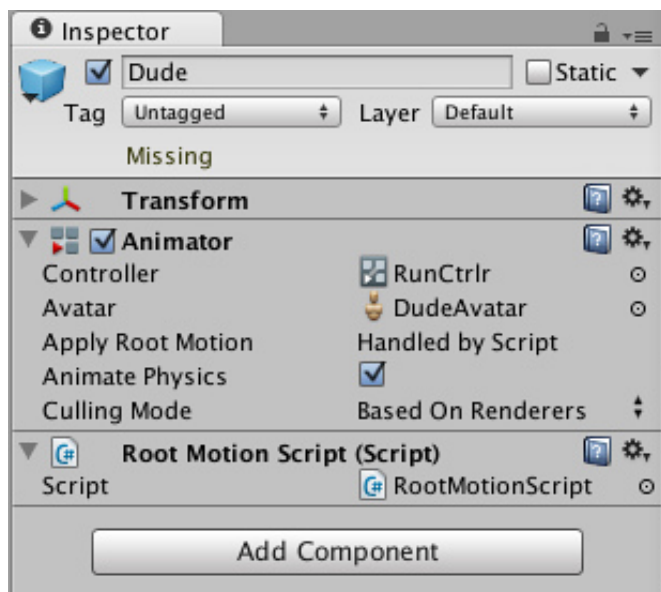 Inspector
Dude Static
Tag Untagged Layer Default
Missing
Transform
Animator
Controller RunCtrlr
Avatar DudeAvatar
Apply Root Motion Handled by Script
Animate Physics
Culling Mode Based On Renderers
Root Motion Script (Script)
Script RootMotionScript
Add Component